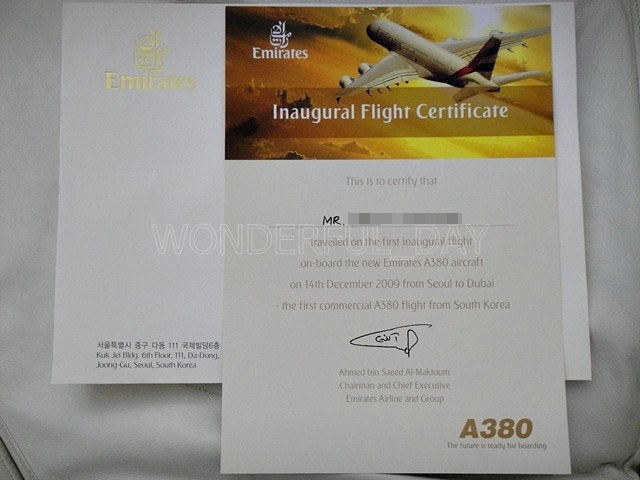 Emirates
서울특별시 중구 다동 111 국제빌딩6층
Kuk Jei Bldg. 6th Floor, 111, Da-Dong,
Joong-Gu, Seoul, South Korea
Emirates
Inaugural Flight Certificate
This is to certify that
MR.
travelled on the first inaugural flight
on-board the new Emirates A380 aircraft
on 14th December 2009 from Seoul to Dubai
- the first commercial A380 flight from South Korea
Ahmed bin Saeed Al-Maktoum
Chairman and Chief Executive
Emirates Airline and Group
A380
The future is ready for boarding
WONDERFUL_DAY